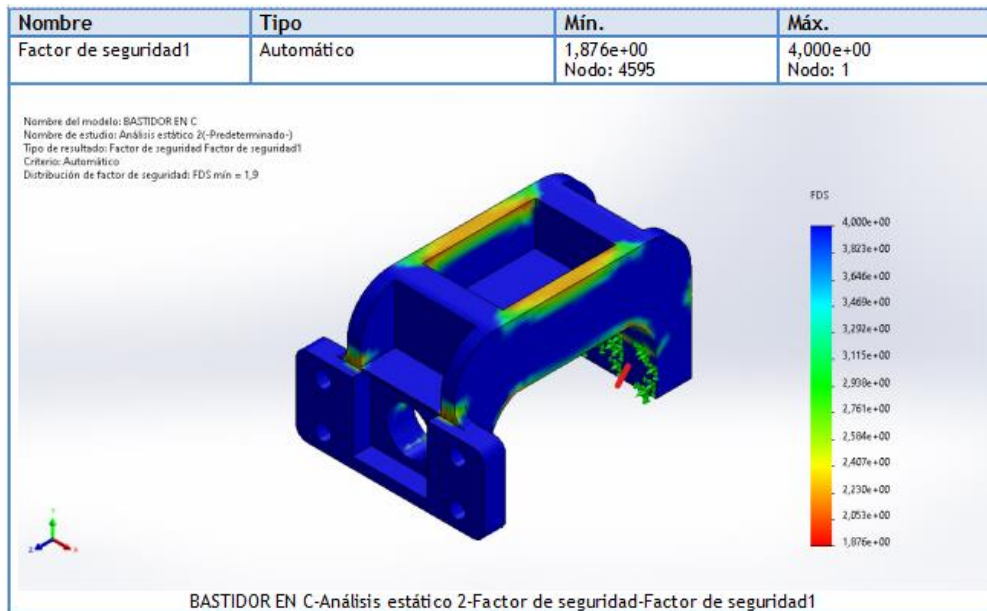 Nombre Tipo Mín. Máx.
Factor de seguridad1 Automático 1,876e+00 4,000e+00
Nodo: 4595 Nodo: 1
Nombre del modelo: BASTIDOR EN C
Nombre de estudio: Análisis estático 2(-Predeterminado-)
Tipo de resultado: Factor de seguridad Factor de seguridad1
Criterio: Automático
Distribución de factor de seguridad: FDS mín = 1,9
FDS
4,000e+00
3,823e+00
3,646e+00
3,469e+00
3,292e+00
3,115e+00
2,938e+00
2,761e+00
2,584e+00
2,407e+00
2,230e+00
2,053e+00
1,876e+00
Y
Z
X
BASTIDOR EN C-Análisis estático 2-Factor de seguridad-Factor de seguridad1